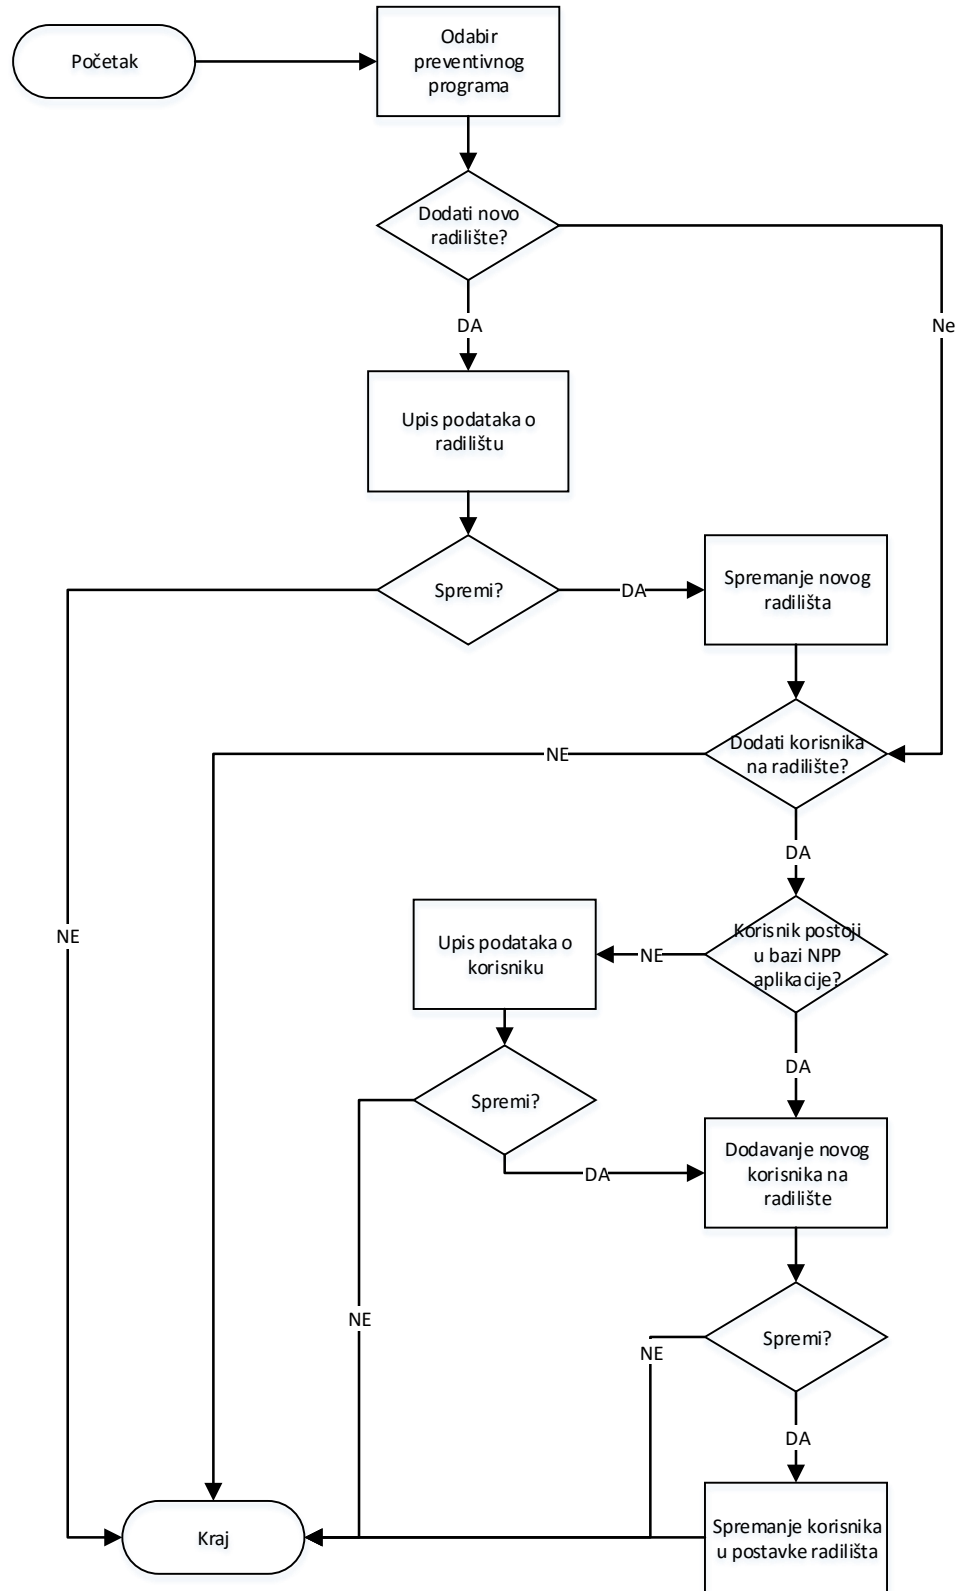 Početak
Odabir
preventivnog
programa
Dodati novo
radilište?
DA
Ne
Upis podataka o
radilištu
Spremi?
DA
Spremanje novog
radilišta
NE
Dodati korisnika
na radilište?
NE
DA
Korisnik postoji
u bazi NPP
aplikacije?
NE
Upis podataka o
korisniku
DA
Spremi?
DA
Dodavanje novog
korisnika na
radilište
NE
Spremi?
NE
DA
Spremanje korisnika
u postavke radilišta
Kraj